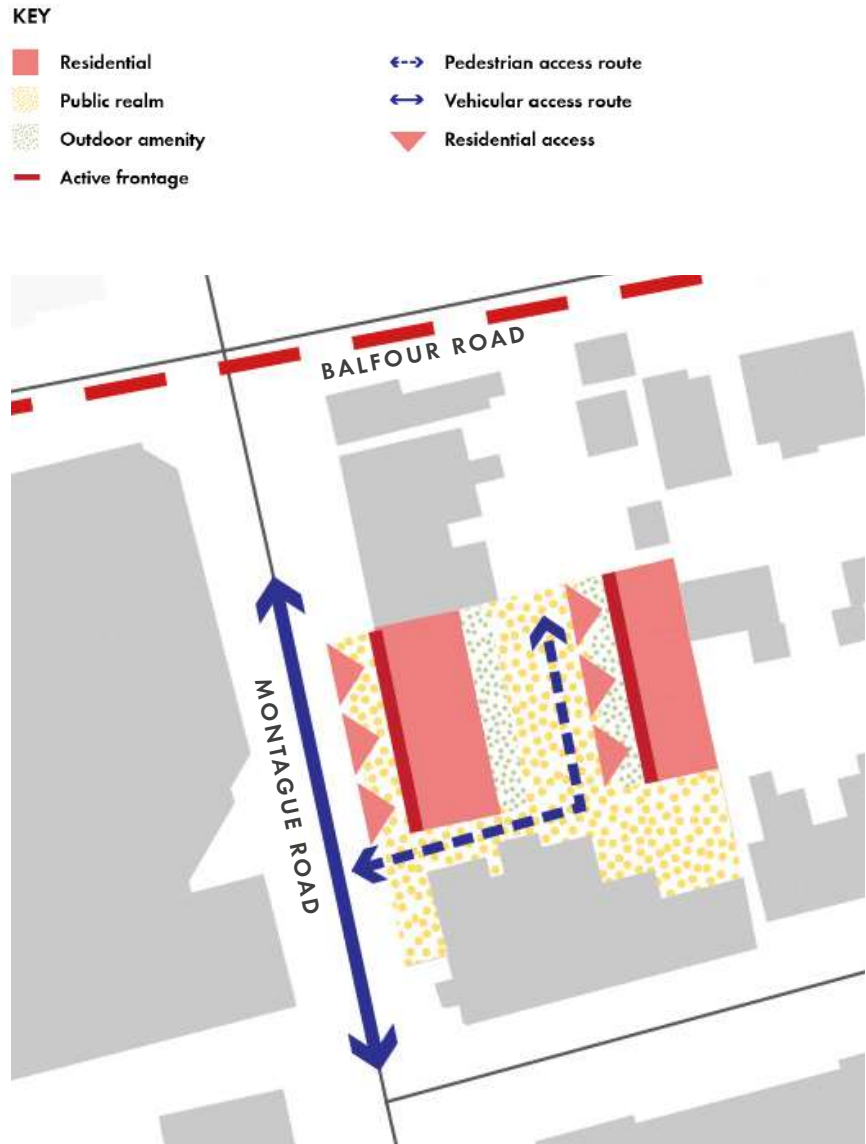 KEY
Residential
Public realm
Outdoor amenity
Active frontage
Pedestrian access route
Vehicular access route
Residential access
BALFOUR ROAD
MONTAGUE ROAD